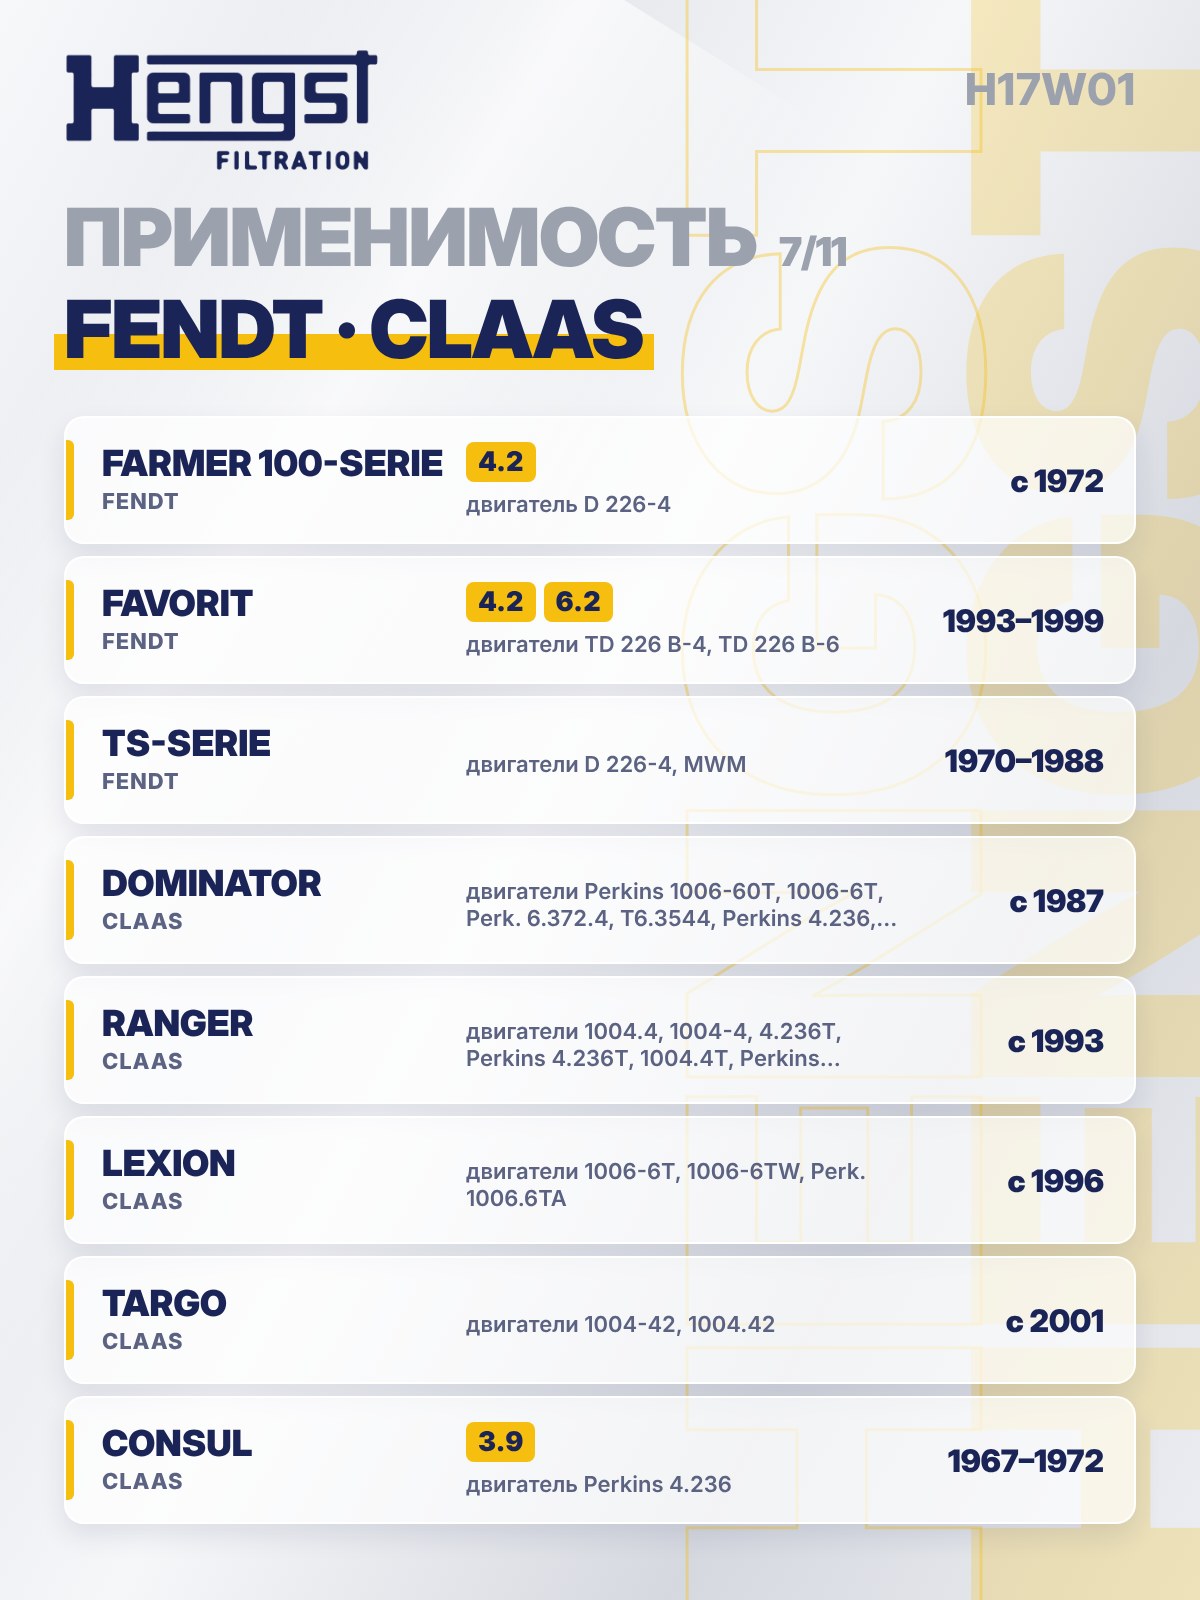 Hengst
FILTRATION
H17W01
ПРИМЕНИМОСТЬ 7/11
FENDT · CLAAS
FARMER 100-SERIE
FENDT
4.2
двигатель D 226-4
с 1972
FAVORIT
FENDT
4.2 6.2
двигатели TD 226 B-4, TD 226 B-6
1993–1999
TS-SERIE
FENDT
двигатели D 226-4, MWM
1970–1988
DOMINATOR
CLAAS
двигатели Perkins 1006-60T, 1006-6T,
Perk. 6.372.4, T6.3544, Perkins 4.236,...
с 1987
RANGER
CLAAS
двигатели 1004.4, 1004-4, 4.236T,
Perkins 4.236T, 1004.4T, Perkins...
с 1993
LEXION
CLAAS
двигатели 1006-6T, 1006-6TW, Perk.
1006.6TA
с 1996
TARGO
CLAAS
двигатели 1004-42, 1004.42
с 2001
CONSUL
CLAAS
3.9
двигатель Perkins 4.236
1967–1972
HENGST
HENGST